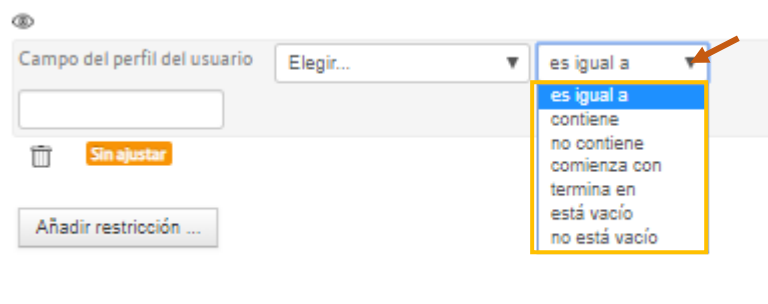 Campo del perfil del usuario Elegir... es igual a
es igual a
contiene
no contiene
comienza con
termina en
está vacío
no está vacío
Sin ajustar
Añadir restricción ...